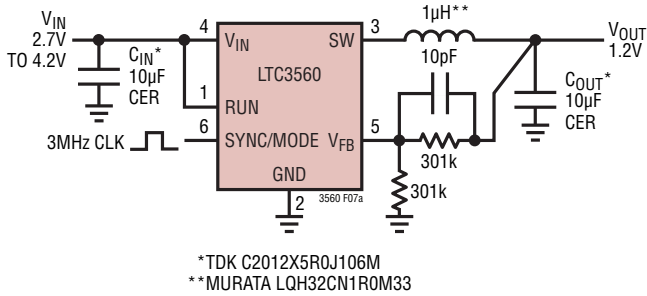 VIN
2.7V
TO 4.2V
CIN*
10µF
CER
4
VIN
SW
3
1µH**
10pF
VOUT
1.2V
COUT*
10µF
CER
LTC3560
1
RUN
6
3MHz CLK
SYNC/MODE
VFB
5
301k
301k
GND
2
3560 F07a
*TDK C2012X5R0J106M
**MURATA LQH32CN1R0M33